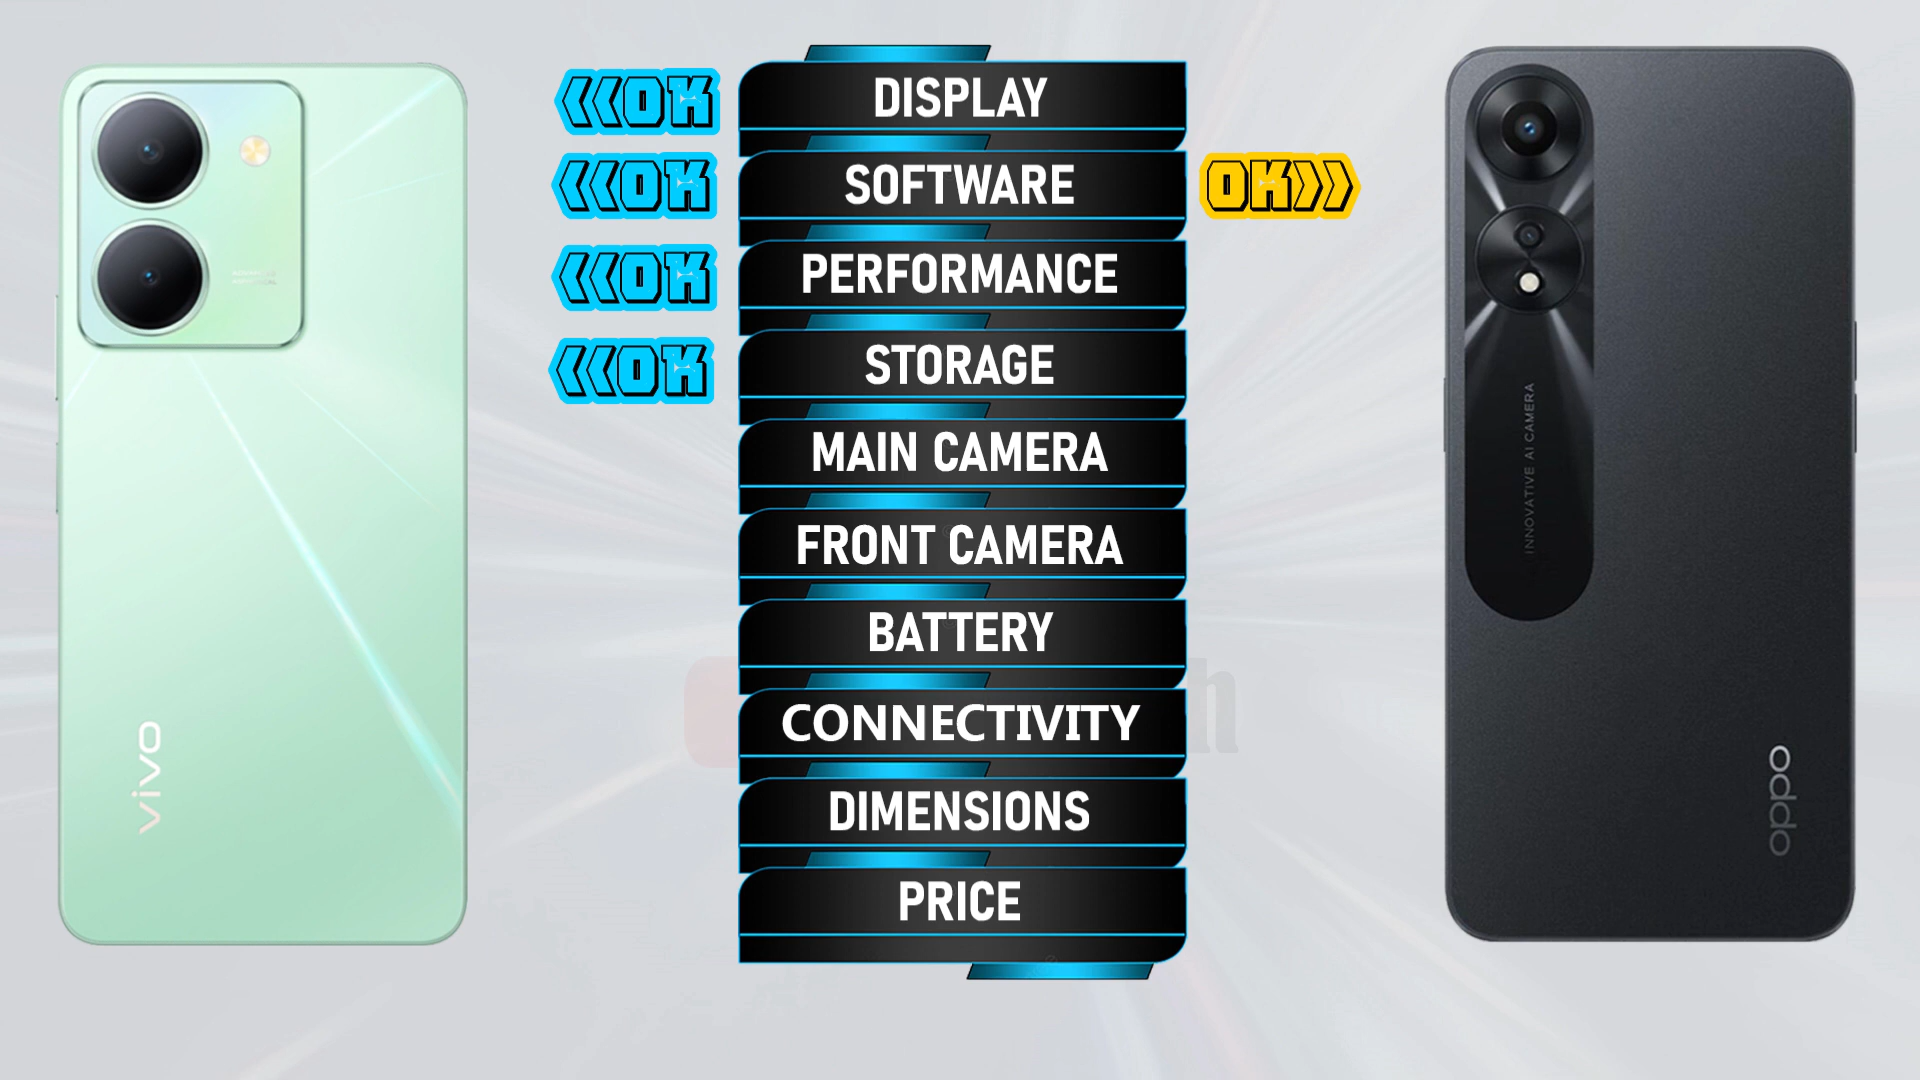 <<OK DISPLAY
<<OK SOFTWARE OK>>
<<OK PERFORMANCE
<<OK STORAGE
MAIN CAMERA
FRONT CAMERA
BATTERY
CONNECTIVITY
DIMENSIONS
PRICE
vivo
INNOVATIVE AI CAMERA
oppo